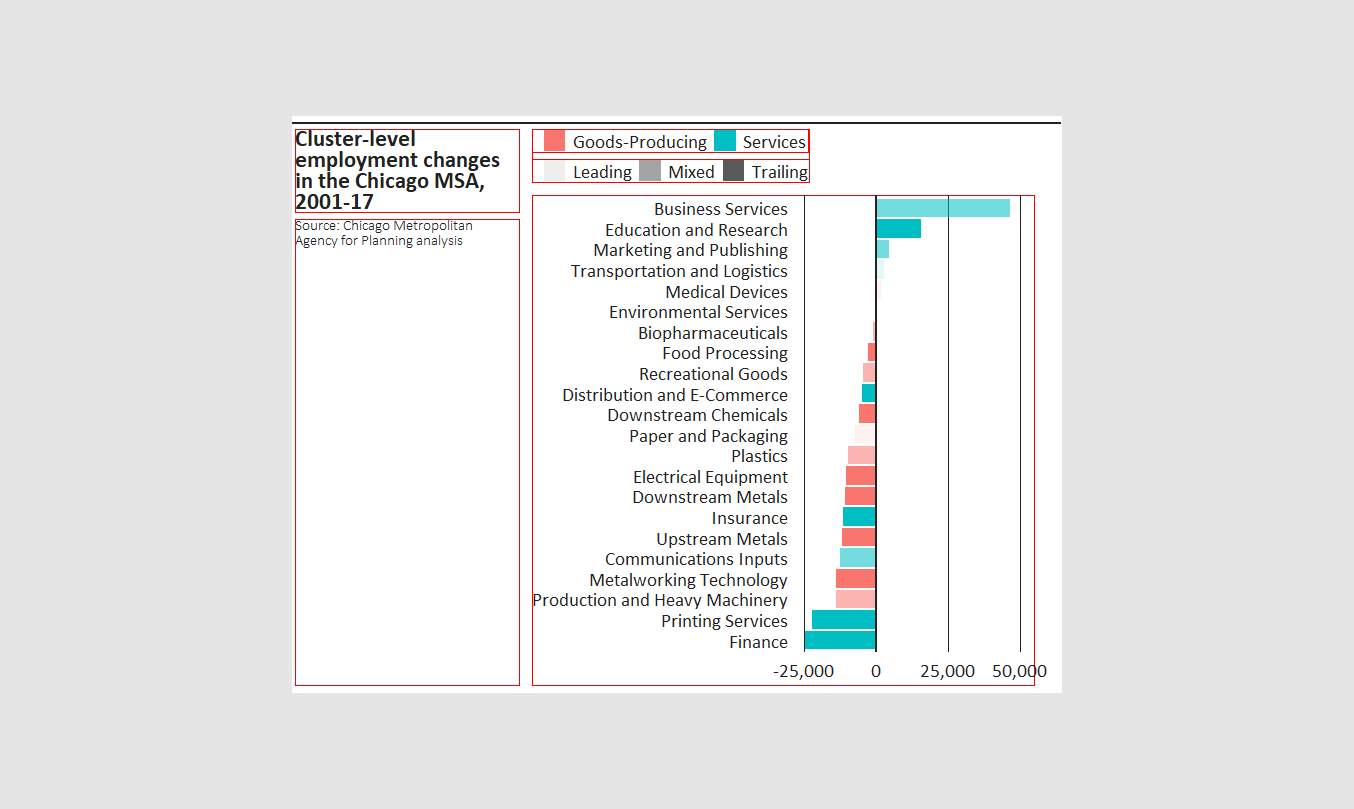 Cluster-level
employment changes
in the Chicago MSA,
2001-17
Source: Chicago Metropolitan
Agency for Planning analysis
Goods-Producing Services
Leading Mixed Trailing
Business Services
Education and Research
Marketing and Publishing
Transportation and Logistics
Medical Devices
Environmental Services
Biopharmaceuticals
Food Processing
Recreational Goods
Distribution and E-Commerce
Downstream Chemicals
Paper and Packaging
Plastics
Electrical Equipment
Downstream Metals
Insurance
Upstream Metals
Communications Inputs
Metalworking Technology
Production and Heavy Machinery
Printing Services
Finance
-25,000 0 25,000 50,000